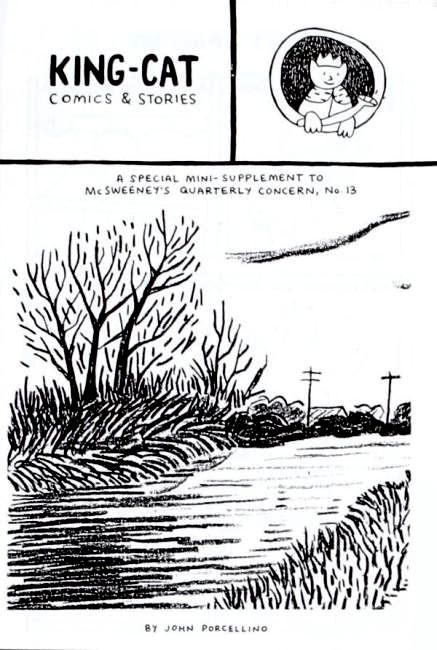 KING-CAT
COMICS & STORIES
A SPECIAL MINI-SUPPLEMENT TO
McSWEENEY'S QUARTERLY CONCERN, No. 13
BY JOHN PORCELLINO